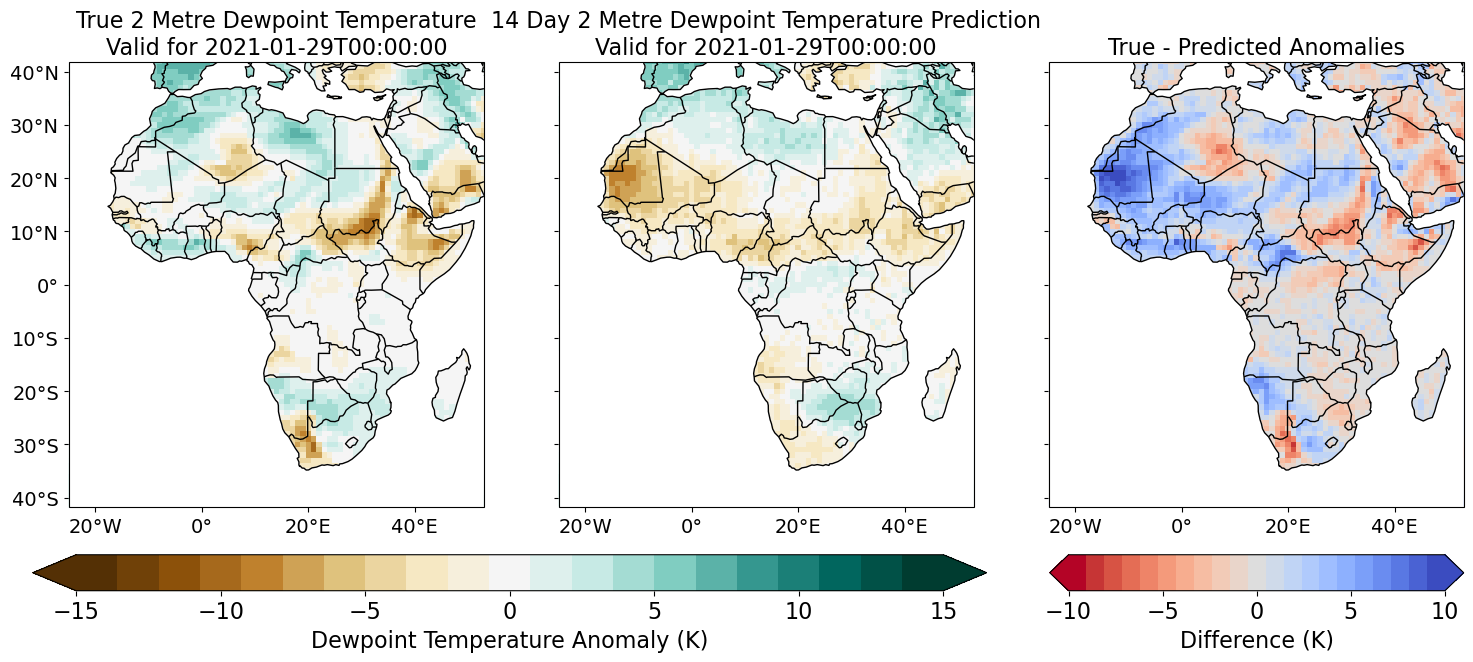 True 2 Metre Dewpoint Temperature
Valid for 2021-01-29T00:00:00
14 Day 2 Metre Dewpoint Temperature Prediction
Valid for 2021-01-29T00:00:00
True - Predicted Anomalies
40°N
30°N
20°N
10°N
0°
10°S
20°S
30°S
40°S
20°W 0° 20°E 40°E
20°W 0° 20°E 40°E
20°W 0° 20°E 40°E
−15 −10 −5 0 5 10 15
Dewpoint Temperature Anomaly (K)
−10 −5 0 5 10
Difference (K)